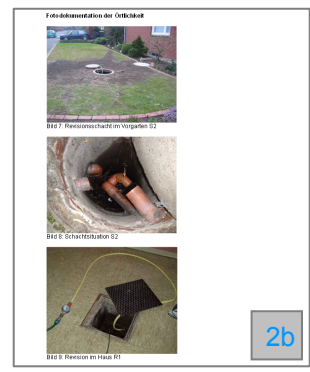 Fotodokumentation der Örtlichkeit
Bild 7: Revisionsschacht im Vorgarten S2
Bild 8: Schachtsituation S2
Bild 9: Revision im Haus R1
2b